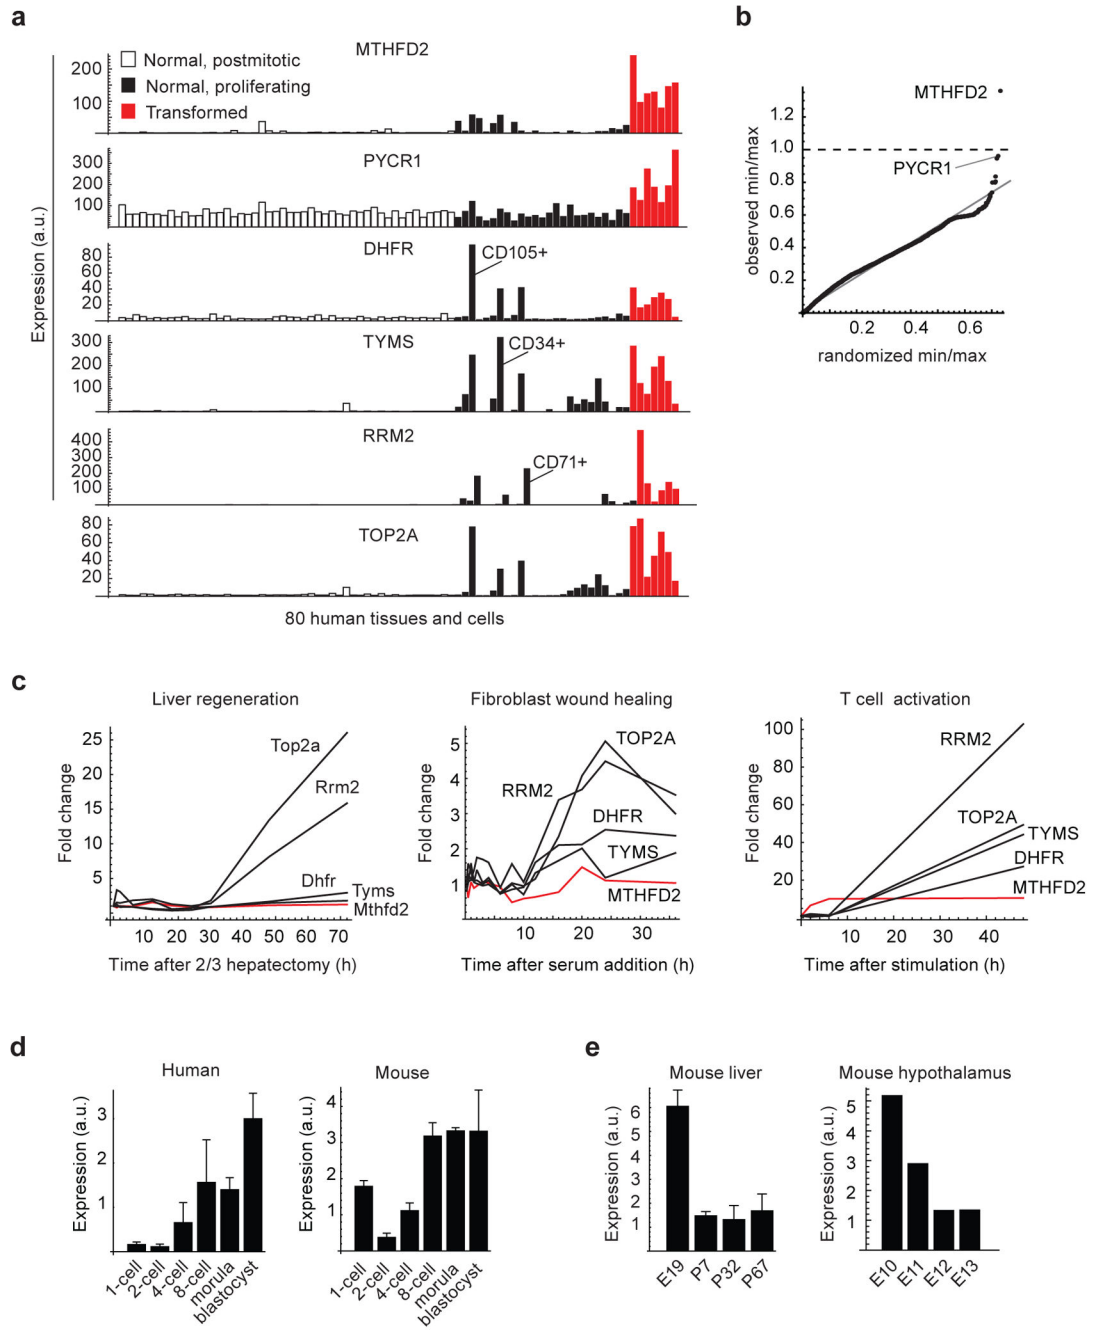 a
MTHFD2
Normal, postmitotic
Normal, proliferating
Transformed
200
100
PYCR1
300
200
100
DHFR
CD105+
80
60
40
20
TYMS
CD34+
300
200
100
RRM2
CD71+
400
300
200
100
TOP2A
80
60
40
20
Expression (a.u.)
80 human tissues and cells
b
MTHFD2
PYCR1
1.2
1.0
0.8
0.6
0.4
0.2
observed min/max
0.2 0.4 0.6
randomized min/max
c
Liver regeneration
25
20
15
10
5
Fold change
Top2a
Rrm2
Dhfr
Tyms
Mthfd2
10 20 30 40 50 60 70
Time after 2/3 hepatectomy (h)
Fibroblast wound healing
5
4
3
2
1
Fold change
TOP2A
RRM2
DHFR
TYMS
MTHFD2
10 20 30
Time after serum addition (h)
T cell activation
100
80
60
40
20
Fold change
RRM2
TOP2A
TYMS
DHFR
MTHFD2
10 20 30 40
Time after stimulation (h)
d
Human
3
2
1
Expression (a.u.)
1-cell
2-cell
4-cell
8-cell
morula
blastocyst
Mouse
4
3
2
1
Expression (a.u.)
1-cell
2-cell
4-cell
8-cell
morula
blastocyst
e
Mouse liver
6
5
4
3
2
1
Expression (a.u.)
E19
P7
P32
P67
Mouse hypothalamus
5
4
3
2
1
Expression (a.u.)
E10
E11
E12
E13